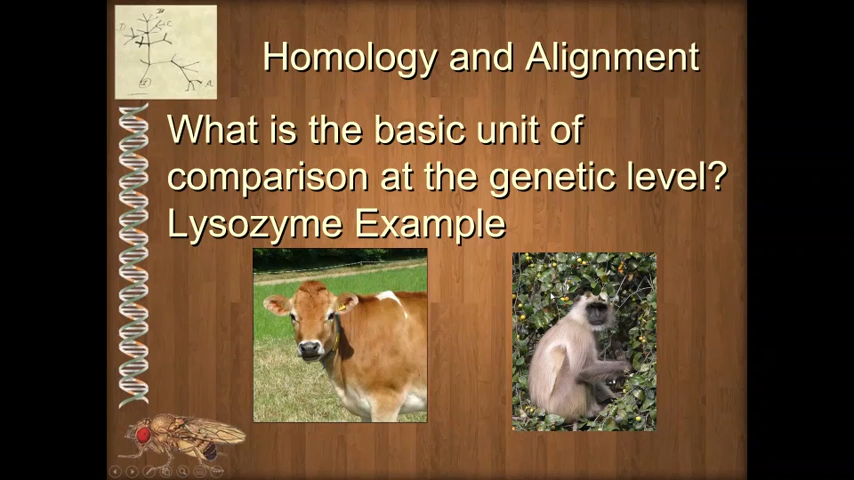 Homology and Alignment
What is the basic unit of
comparison at the genetic level?
Lysozyme Example